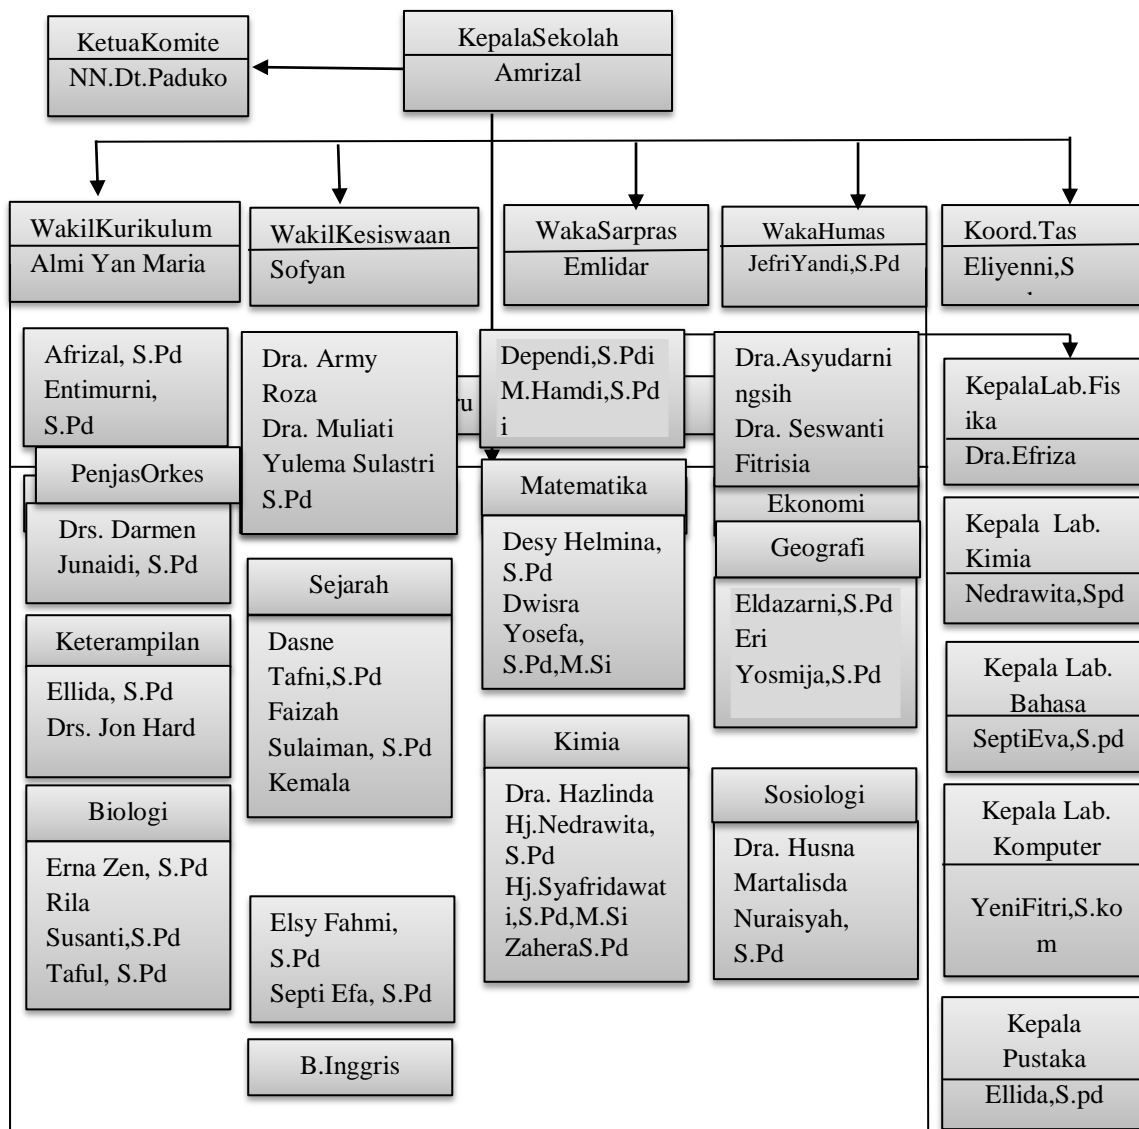 KetuaKomite
NN.Dt.Paduko
KepalaSekolah
Amrizal
WakilKurikulum
Almi Yan Maria
WakilKesiswaan
Sofyan
WakaSarpras
Emlidar
WakaHumas
JefriYandi,S.Pd
Koord.Tas
Eliyenni,S
Afrizal, S.Pd
Entimurni,
S.Pd
Dra. Army
Roza
Dra. Muliati
Yulema Sulastri
S.Pd
ru
Dependi,S.Pdi
M.Hamdi,S.Pd
i
Dra.Asyudarni
ngsih
Dra. Seswanti
Fitrisia
KepalaLab.Fis
ika
Dra.Efriza
PenjasOrkes
Drs. Darmen
Junaidi, S.Pd
Matematika
Desy Helmina,
S.Pd
Dwisra
Yosefa,
S.Pd,M.Si
Ekonomi
Geografi
Eldazarni,S.Pd
Eri
Yosmija,S.Pd
Kepala Lab.
Kimia
Nedrawita,Spd
Keterampilan
Ellida, S.Pd
Drs. Jon Hard
Sejarah
Dasne
Tafni,S.Pd
Faizah
Sulaiman, S.Pd
Kemala
Kepala Lab.
Bahasa
SeptiEva,S.pd
Biologi
Erna Zen, S.Pd
Rila
Susanti,S.Pd
Taful, S.Pd
Elsy Fahmi,
S.Pd
Septi Efa, S.Pd
B.Inggris
Kimia
Dra. Hazlinda
Hj.Nedrawita,
S.Pd
Hj.Syafridawat
i,S.Pd,M.Si
ZaheraS.Pd
Sosiologi
Dra. Husna
Martalisda
Nuraisyah,
S.Pd
Kepala Lab.
Komputer
YeniFitri,S.ko
m
Kepala
Pustaka
Ellida,S.pd